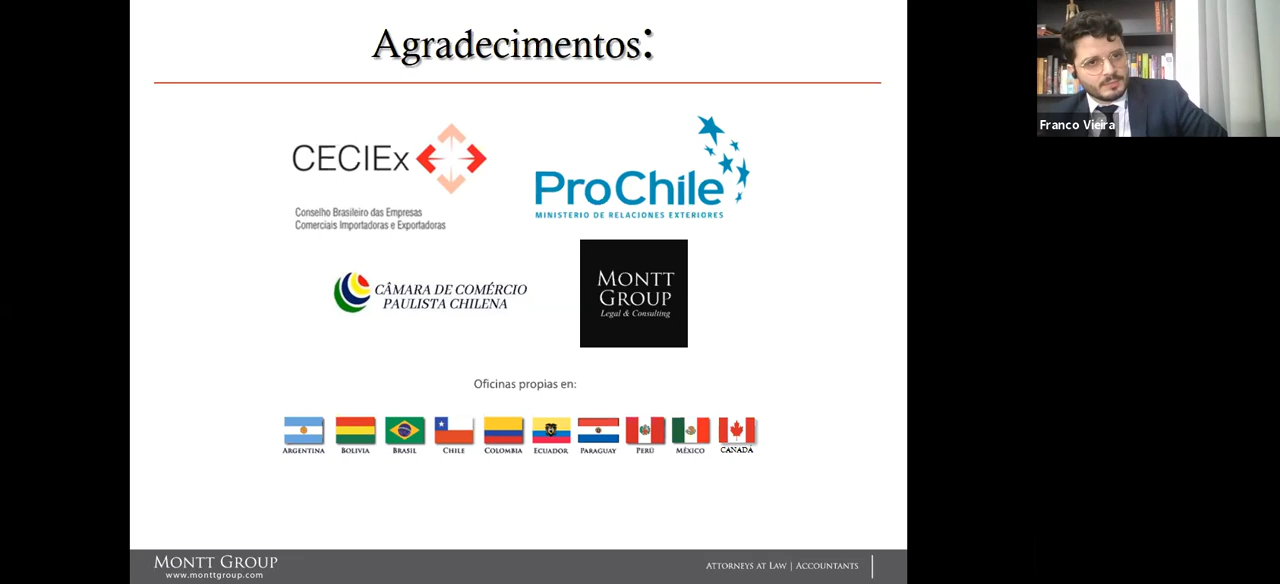 Agradecimentos:
Franco Vieira
CECIEx
Conselho Brasileiro das Empresas
Comerciais Importadoras e Exportadoras
ProChile
MINISTERIO DE RELACIONES EXTERIORES
CÂMARA DE COMÉRCIO
PAULISTA CHILENA
MONTT
GROUP
Legal & Consulting
Oficinas propias en:
ARGENTINA BOLIVIA BRASIL CHILE COLOMBIA ECUADOR PARAGUAY PERÚ MÉXICO CANADÁ
MONTT GROUP
www.monttgroup.com
ATTORNEYS AT LAW | ACCOUNTANTS